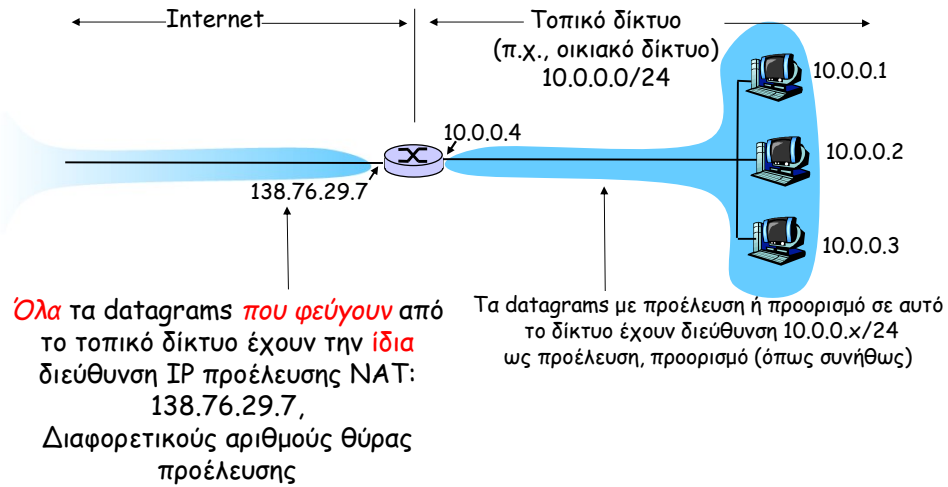 Internet
Τοπικό δίκτυο
(π.χ., οικιακό δίκτυο)
10.0.0.0/24
10.0.0.1
10.0.0.4
10.0.0.2
138.76.29.7
10.0.0.3
Όλα τα datagrams που φεύγουν από
το τοπικό δίκτυο έχουν την ίδια
διεύθυνση IP προέλευσης NAT:
138.76.29.7,
Διαφορετικούς αριθμούς θύρας
προέλευσης
Τα datagrams με προέλευση ή προορισμό σε αυτό
το δίκτυο έχουν διεύθυνση 10.0.0.x/24
ως προέλευση, προορισμό (όπως συνήθως)